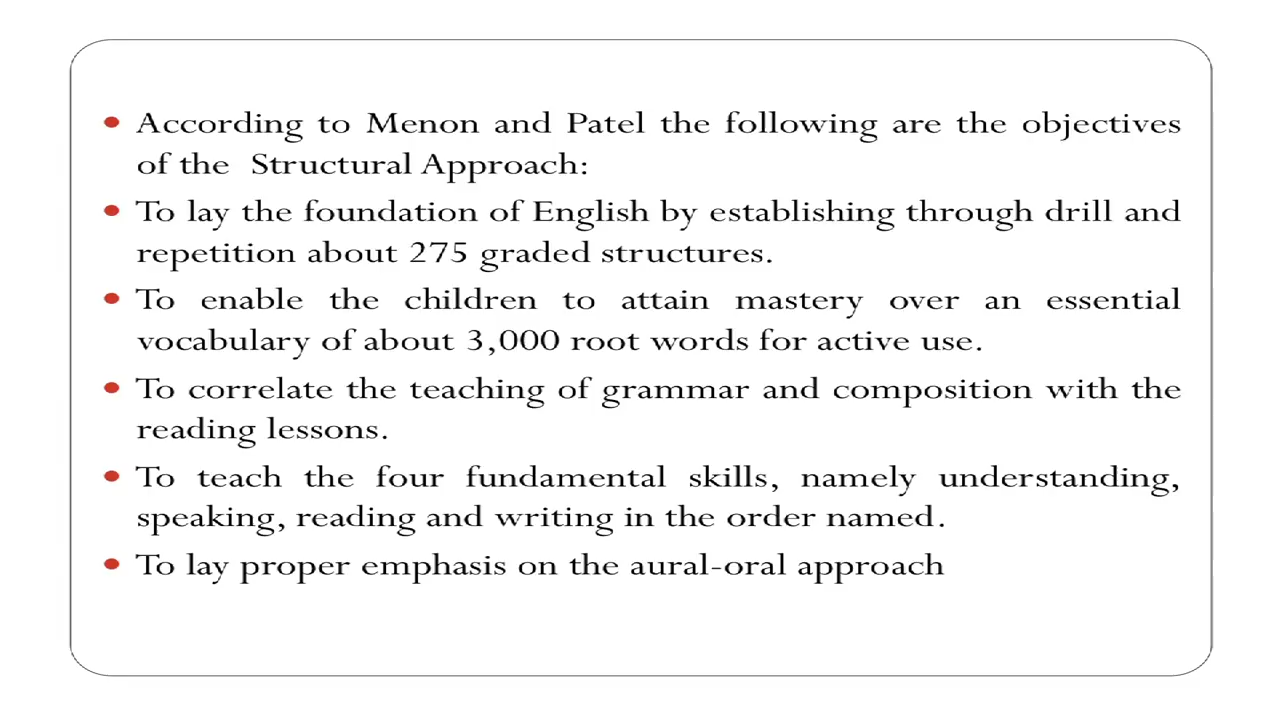 • According to Menon and Patel the following are the objectives
of the Structural Approach:
• To lay the foundation of English by establishing through drill and
repetition about 275 graded structures.
• To enable the children to attain mastery over an essential
vocabulary of about 3,000 root words for active use.
• To correlate the teaching of grammar and composition with the
reading lessons.
• To teach the four fundamental skills, namely understanding,
speaking, reading and writing in the order named.
• To lay proper emphasis on the aural-oral approach